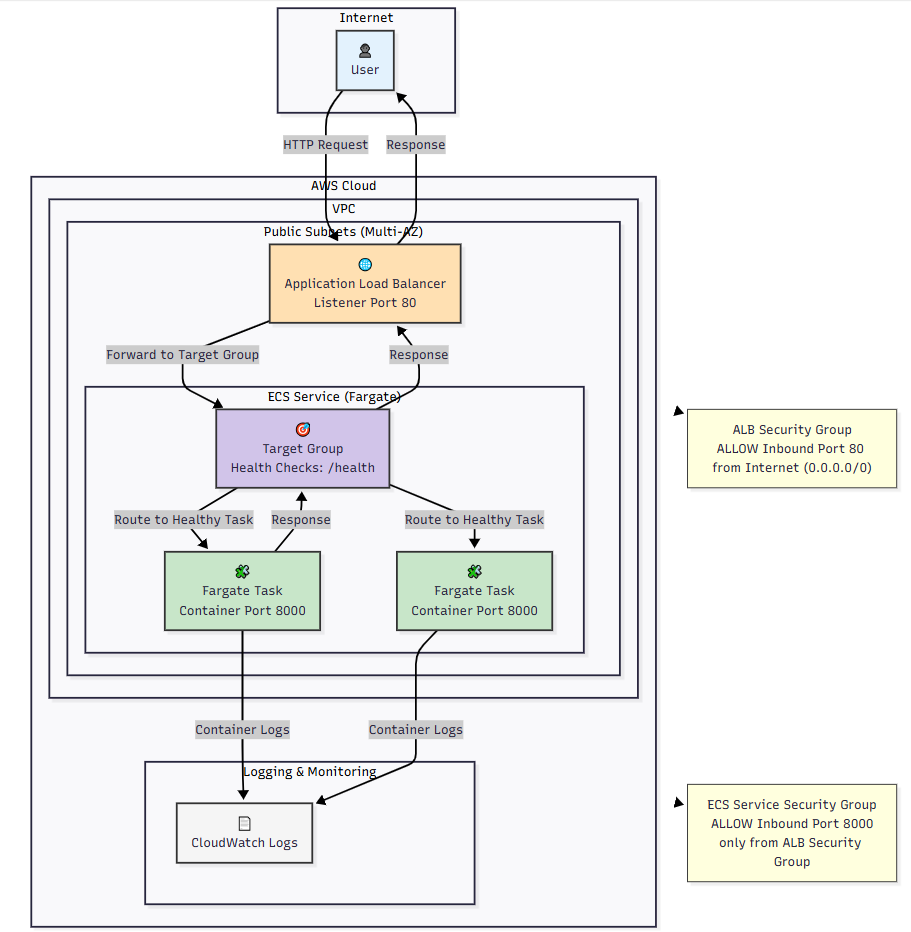 Internet
User
HTTP Request
Response
AWS Cloud
VPC
Public Subnets (Multi-AZ)
Application Load Balancer
Listener Port 80
Forward to Target Group
Response
ECS Service (Fargate)
Target Group
Health Checks: /health
ALB Security Group
ALLOW Inbound Port 80
from Internet (0.0.0.0/0)
Route to Healthy Task
Response
Route to Healthy Task
Fargate Task
Container Port 8000
Fargate Task
Container Port 8000
Container Logs
Container Logs
Logging & Monitoring
CloudWatch Logs
ECS Service Security Group
ALLOW Inbound Port 8000
only from ALB Security
Group